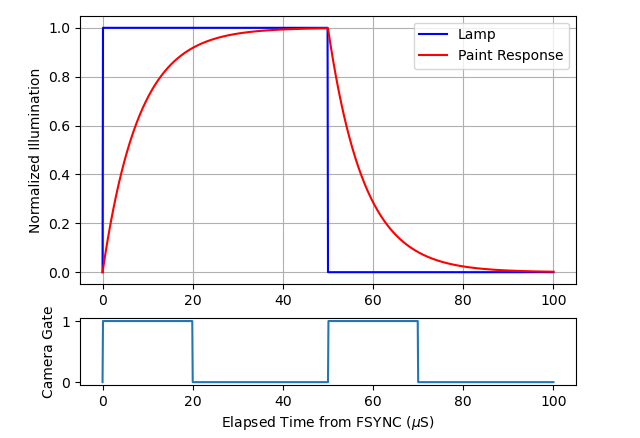 Normalized Illumination
1.0
0.8
0.6
0.4
0.2
0.0
Lamp
Paint Response
0 20 40 60 80 100
Camera Gate
1
0
0 20 40 60 80 100
Elapsed Time from FSYNC (μS)